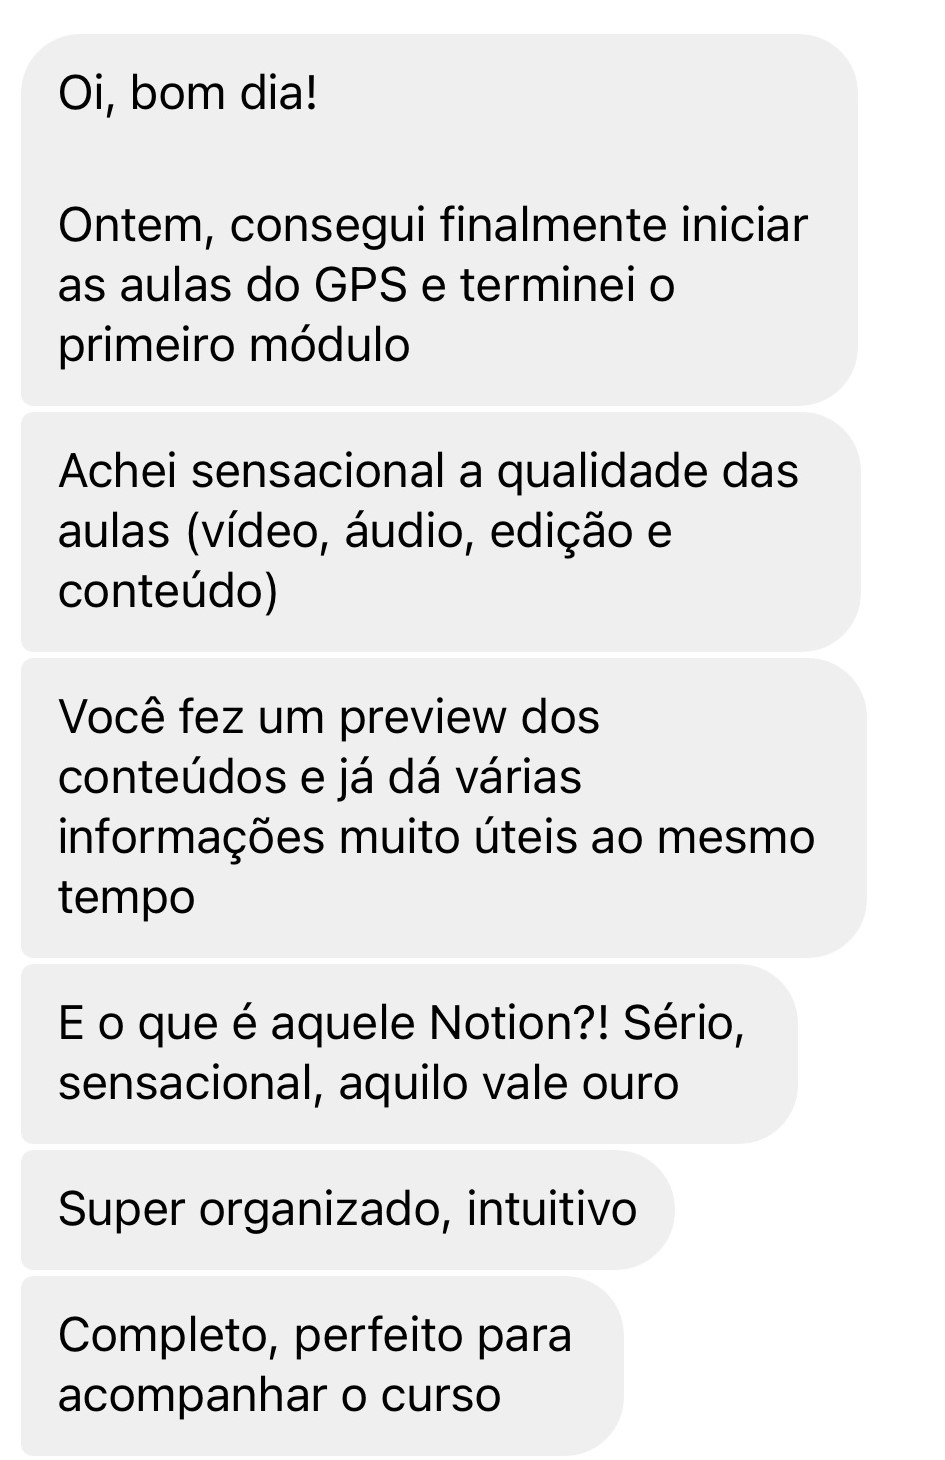 Oi, bom dia!
Ontem, consegui finalmente iniciar
as aulas do GPS e terminei o
primeiro módulo
Achei sensacional a qualidade das
aulas (vídeo, áudio, edição e
conteúdo)
Você fez um preview dos
conteúdos e já dá várias
informações muito úteis ao mesmo
tempo
E o que é aquele Notion?! Sério,
sensacional, aquilo vale ouro
Super organizado, intuitivo
Completo, perfeito para
acompanhar o curso